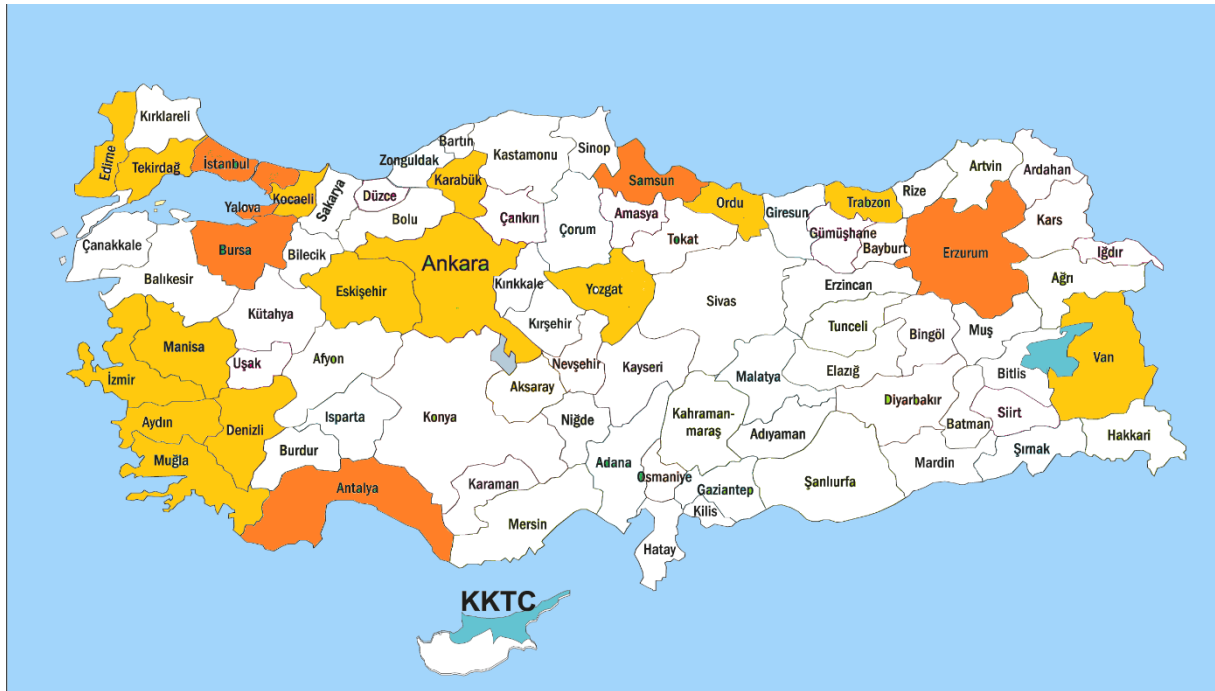 Kırklareli
Edirne
Tekirdağ
İstanbul
Yalova
Kocaeli
Sakarya
Düzce
Zonguldak
Bartın
Karabük
Kastamonu
Sinop
Samsun
Ordu
Giresun
Trabzon
Rize
Artvin
Ardahan
Kars
Iğdır
Çanakkale
Balıkesir
Bursa
Bilecik
Bolu
Çankırı
Çorum
Amasya
Tokat
Gümüşhane
Bayburt
Erzurum
Ağrı
Eskişehir
Ankara
Kırıkkale
Yozgat
Sivas
Erzincan
Tunceli
Bingöl
Muş
Van
Bitlis
Kütahya
Manisa
Uşak
Afyon
Kırşehir
Nevşehir
Kayseri
Malatya
Elazığ
Diyarbakır
Siirt
Batman
İzmir
Aydın
Denizli
Isparta
Konya
Aksaray
Niğde
Kahraman-
maraş
Adıyaman
Şırnak
Hakkari
Muğla
Burdur
Antalya
Karaman
Mersin
Adana
Osmaniye
Gaziantep
Kilis
Şanlıurfa
Mardin
Hatay
KKTC